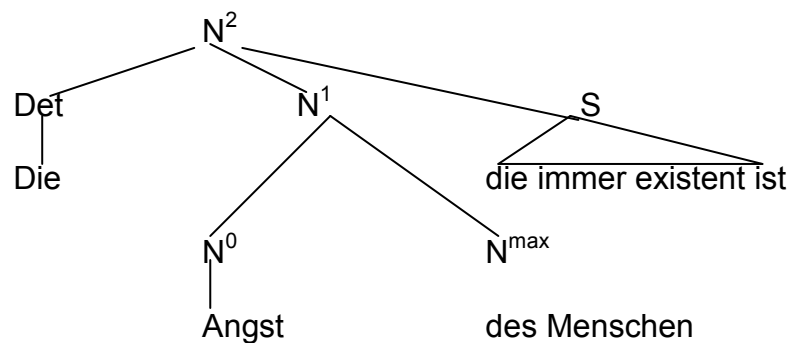 N²
Det N¹ S
Die die immer existent ist
N⁰ Nᵐᵃˣ
Angst des Menschen